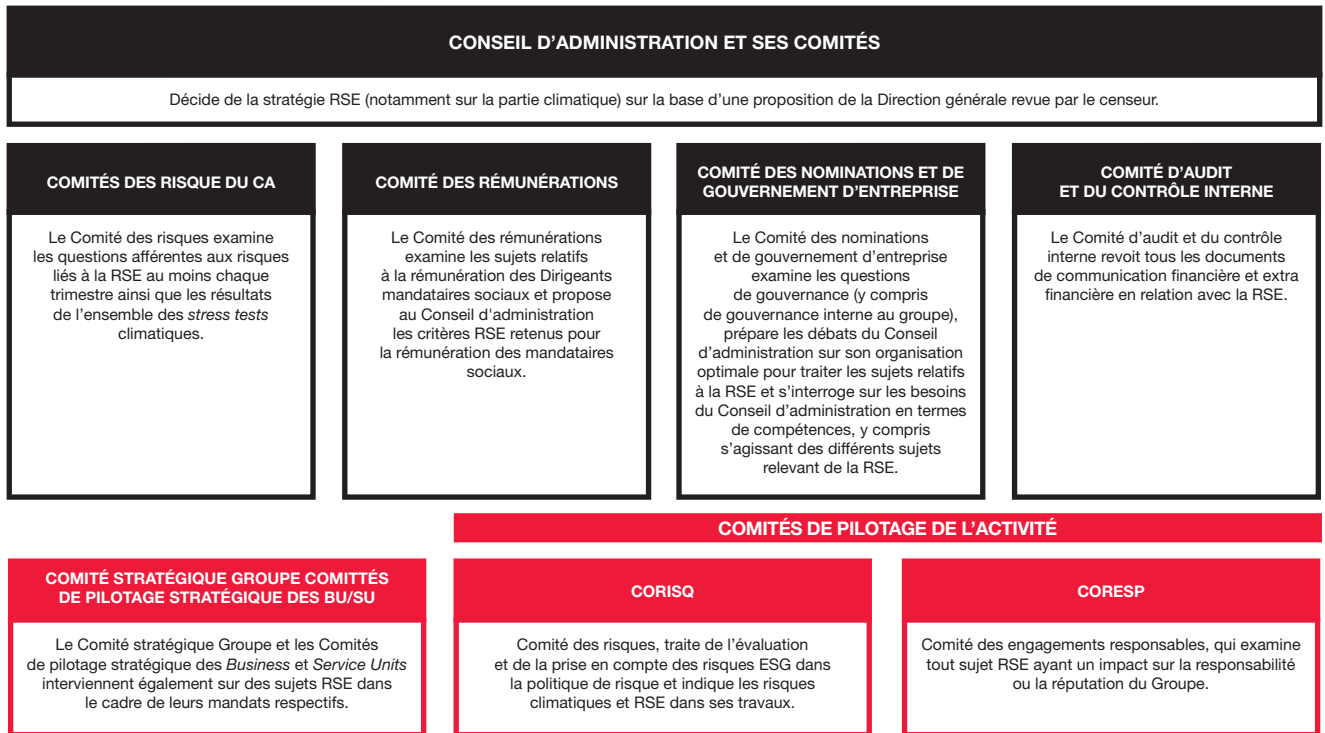 CONSEIL D'ADMINISTRATION ET SES COMITÉS
Décide de la stratégie RSE (notamment sur la partie climatique) sur la base d'une proposition de la Direction générale revue par le censeur.
COMITÉS DES RISQUE DU CA
Le Comité des risques examine
les questions afférentes aux risques
liés à la RSE au moins chaque
trimestre ainsi que les résultats
de l'ensemble des stress tests
climatiques.
COMITÉ DES RÉMUNÉRATIONS
Le Comité des rémunérations
examine les sujets relatifs
à la rémunération des Dirigeants
mandataires sociaux et propose
au Conseil d'administration
les critères RSE retenus pour
la rémunération des mandataires
sociaux.
COMITÉ DES NOMINATIONS ET DE
GOUVERNEMENT D'ENTREPRISE
Le Comité des nominations
et de gouvernement d'entreprise
examine les questions
de gouvernance (y compris
de gouvernance interne au groupe),
prépare les débats du Conseil
d'administration sur son organisation
optimale pour traiter les sujets relatifs
à la RSE et s'interroge sur les besoins
du Conseil d'administration en termes
de compétences, y compris
s'agissant des différents sujets
relevant de la RSE.
COMITÉ D'AUDIT
ET DU CONTRÔLE INTERNE
Le Comité d'audit et du contrôle
interne revoit tous les documents
de communication financière et extra
financière en relation avec la RSE.
COMITÉS DE PILOTAGE DE L'ACTIVITÉ
COMITÉ STRATÉGIQUE GROUPE COMITTÉS
DE PILOTAGE STRATÉGIQUE DES BU/SU
Le Comité stratégique Groupe et les Comités
de pilotage stratégique des Business et Service Units
interviennent également sur des sujets RSE dans
le cadre de leurs mandats respectifs.
CORISQ
Comité des risques, traite de l'évaluation
et de la prise en compte des risques ESG dans
la politique de risque et indique les risques
climatiques et RSE dans ses travaux.
CORESP
Comité des engagements responsables, qui examine
tout sujet RSE ayant un impact sur la responsabilité
ou la réputation du Groupe.